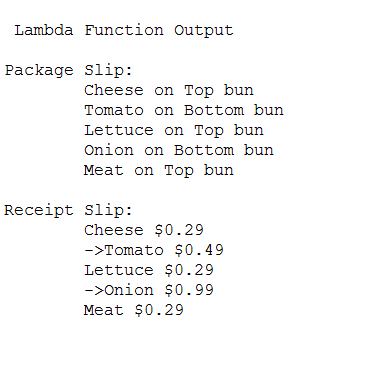 Lambda Function Output
Package Slip:
Cheese on Top bun
Tomato on Bottom bun
Lettuce on Top bun
Onion on Bottom bun
Meat on Top bun
Receipt Slip:
Cheese $0.29
->Tomato $0.49
Lettuce $0.29
->Onion $0.99
Meat $0.29